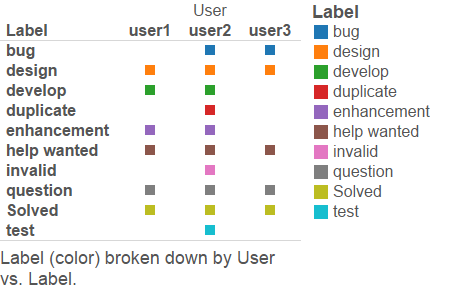 User
Label user1 user2 user3
bug
design
develop
duplicate
enhancement
help wanted
invalid
question
Solved
test
Label (color) broken down by User
vs. Label.
Label
bug
design
develop
duplicate
enhancement
help wanted
invalid
question
Solved
test